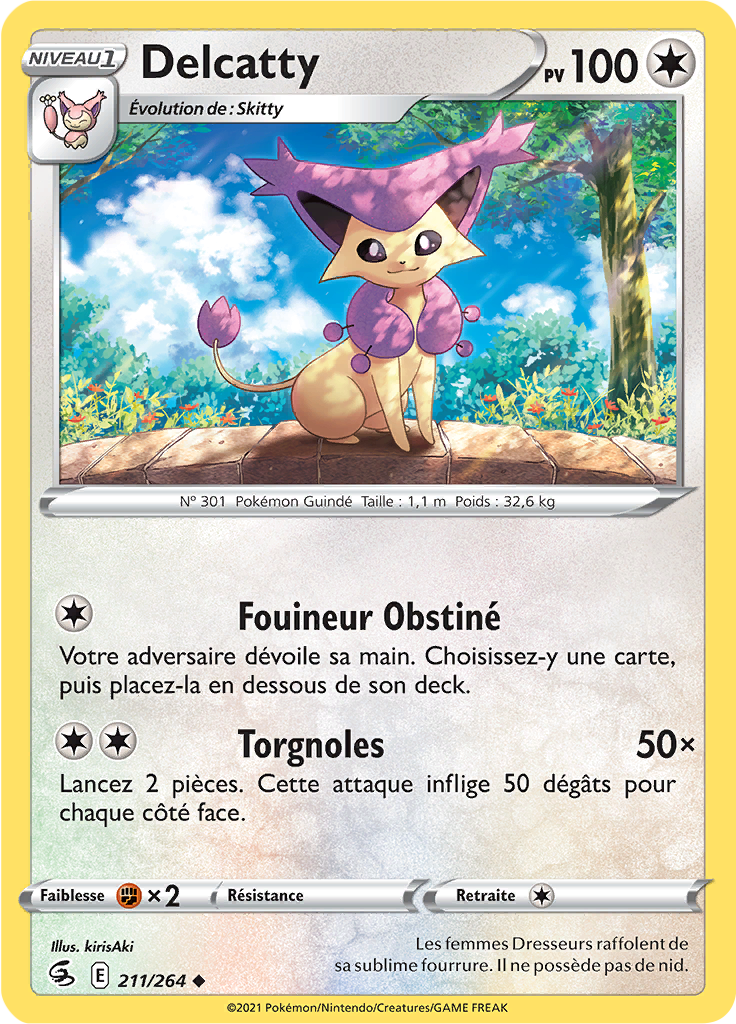 NIVEAU 1
Delcatty
PV 100
Évolution de : Skitty
N° 301 Pokémon Guindé Taille : 1,1 m Poids : 32,6 kg
Fouineur Obstiné
Votre adversaire dévoile sa main. Choisissez-y une carte,
puis placez-la en dessous de son deck.
Torgnoles 50×
Lancez 2 pièces. Cette attaque inflige 50 dégâts pour
chaque côté face.
Faiblesse ×2 Résistance Retraite
Illus. kirisAki
Les femmes Dresseurs raffolent de
sa sublime fourrure. Il ne possède pas de nid.
E 211/264
©2021 Pokémon/Nintendo/Creatures/GAME FREAK